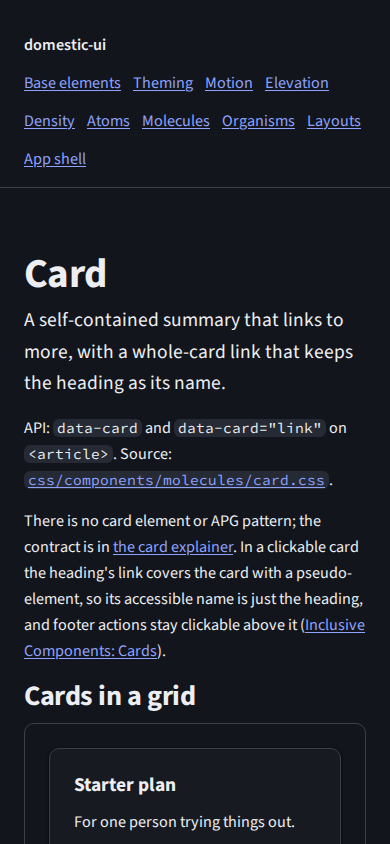 domestic-ui
Base elements Theming Motion Elevation
Density Atoms Molecules Organisms Layouts
App shell
Card
A self-contained summary that links to
more, with a whole-card link that keeps
the heading as its name.
API: data-card and data-card="link" on
<article>. Source:
css/components/molecules/card.css.
There is no card element or APG pattern; the
contract is in the card explainer. In a clickable card
the heading's link covers the card with a pseudo-
element, so its accessible name is just the heading,
and footer actions stay clickable above it (Inclusive
Components: Cards).
Cards in a grid
Starter plan
For one person trying things out.